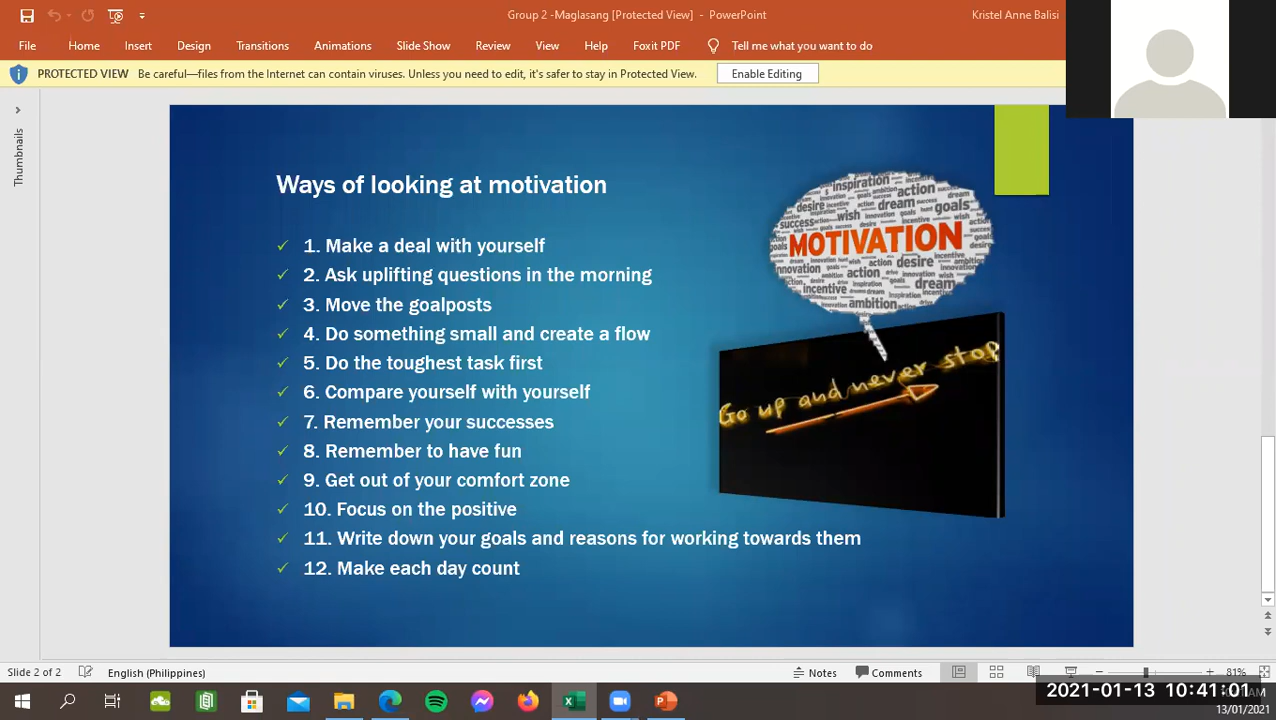 Group 2 -Maglasang [Protected View] - PowerPoint
Kristel Anne Balisi
File Home Insert Design Transitions Animations Slide Show Review View Help Foxit PDF Tell me what you want to do
PROTECTED VIEW Be careful—files from the Internet can contain viruses. Unless you need to edit, it's safer to stay in Protected View. Enable Editing
Thumbnails
Ways of looking at motivation
1. Make a deal with yourself
2. Ask uplifting questions in the morning
3. Move the goalposts
4. Do something small and create a flow
5. Do the toughest task first
6. Compare yourself with yourself
7. Remember your successes
8. Remember to have fun
9. Get out of your comfort zone
10. Focus on the positive
11. Write down your goals and reasons for working towards them
12. Make each day count
inspiration
desire action
action dream goals
success wish
MOTIVATION
innovation action desire
action dream
incentive
ambition
Go up and never stop
Slide 2 of 2 English (Philippines) Notes Comments 81%
2021-01-13 10:41:01
13/01/2021